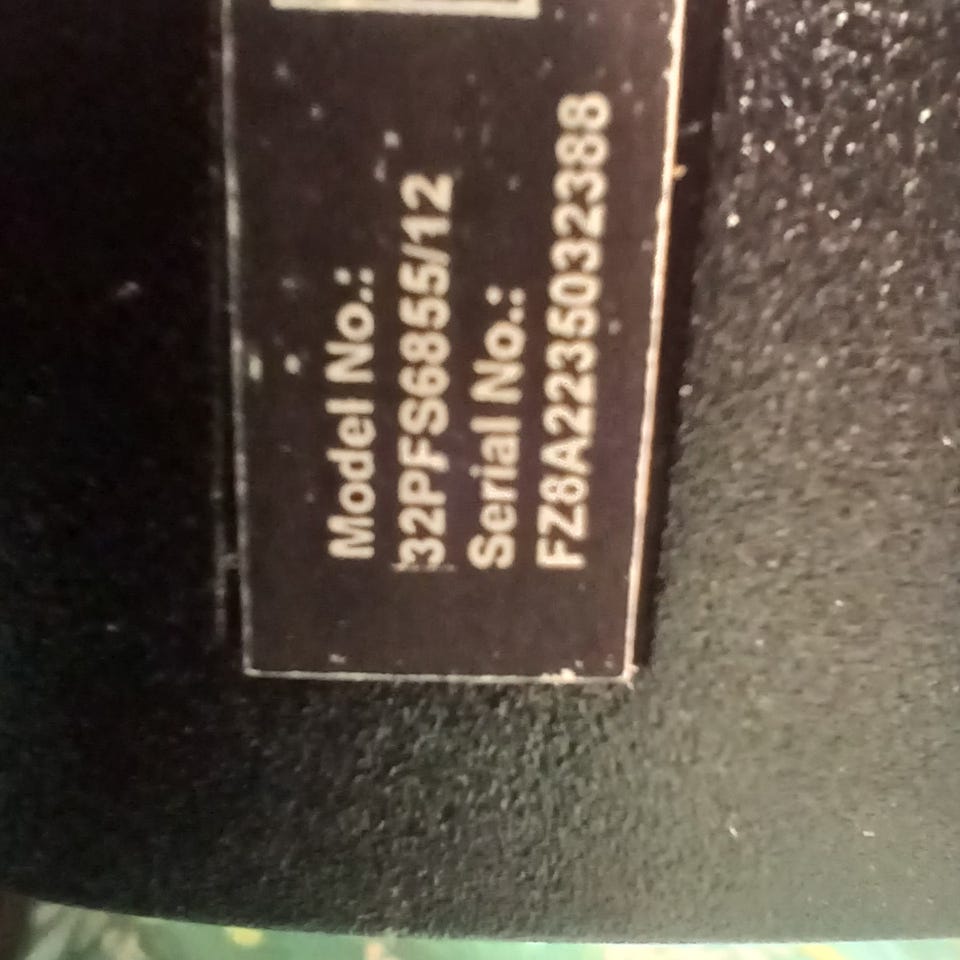 Model No.:
32PFS6855/12
Serial No.:
FZ8A2235032388